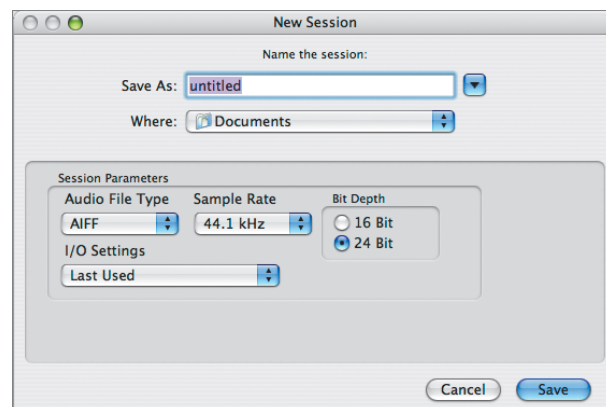 New Session
Name the session:
Save As: untitled
Where: Documents
Session Parameters
Audio File Type Sample Rate Bit Depth
AIFF 44.1 kHz 16 Bit
24 Bit
I/O Settings
Last Used
Cancel Save